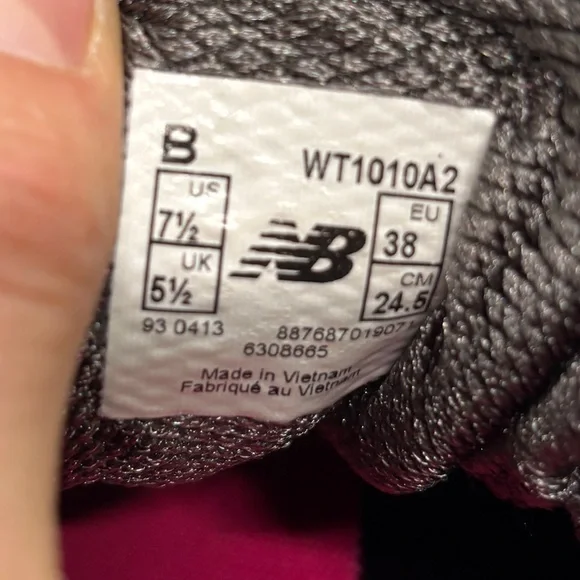 B
WT1010A2
US
7½
UK
5½
NB
EU
38
CM
24.5
93 0413
6308665
Made in Vietnam
Fabriqué au Vietnam